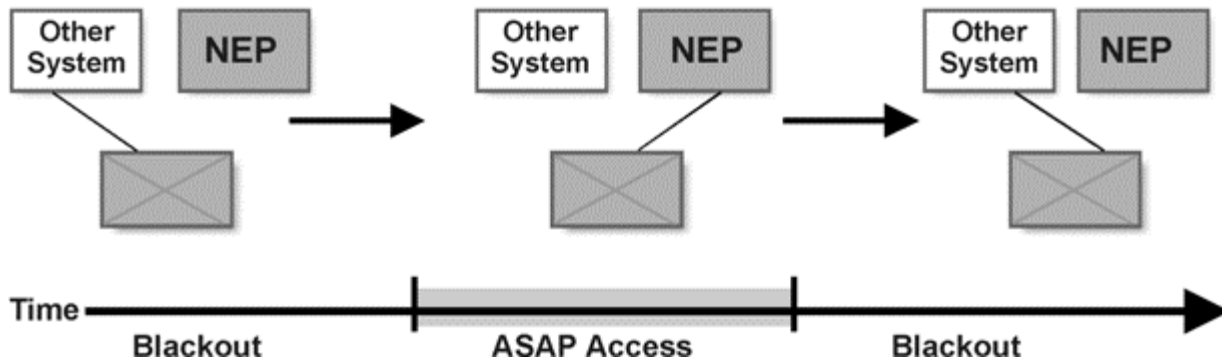 Other
System
NEP
Other
System
NEP
Other
System
NEP
Time
Blackout
ASAP Access
Blackout